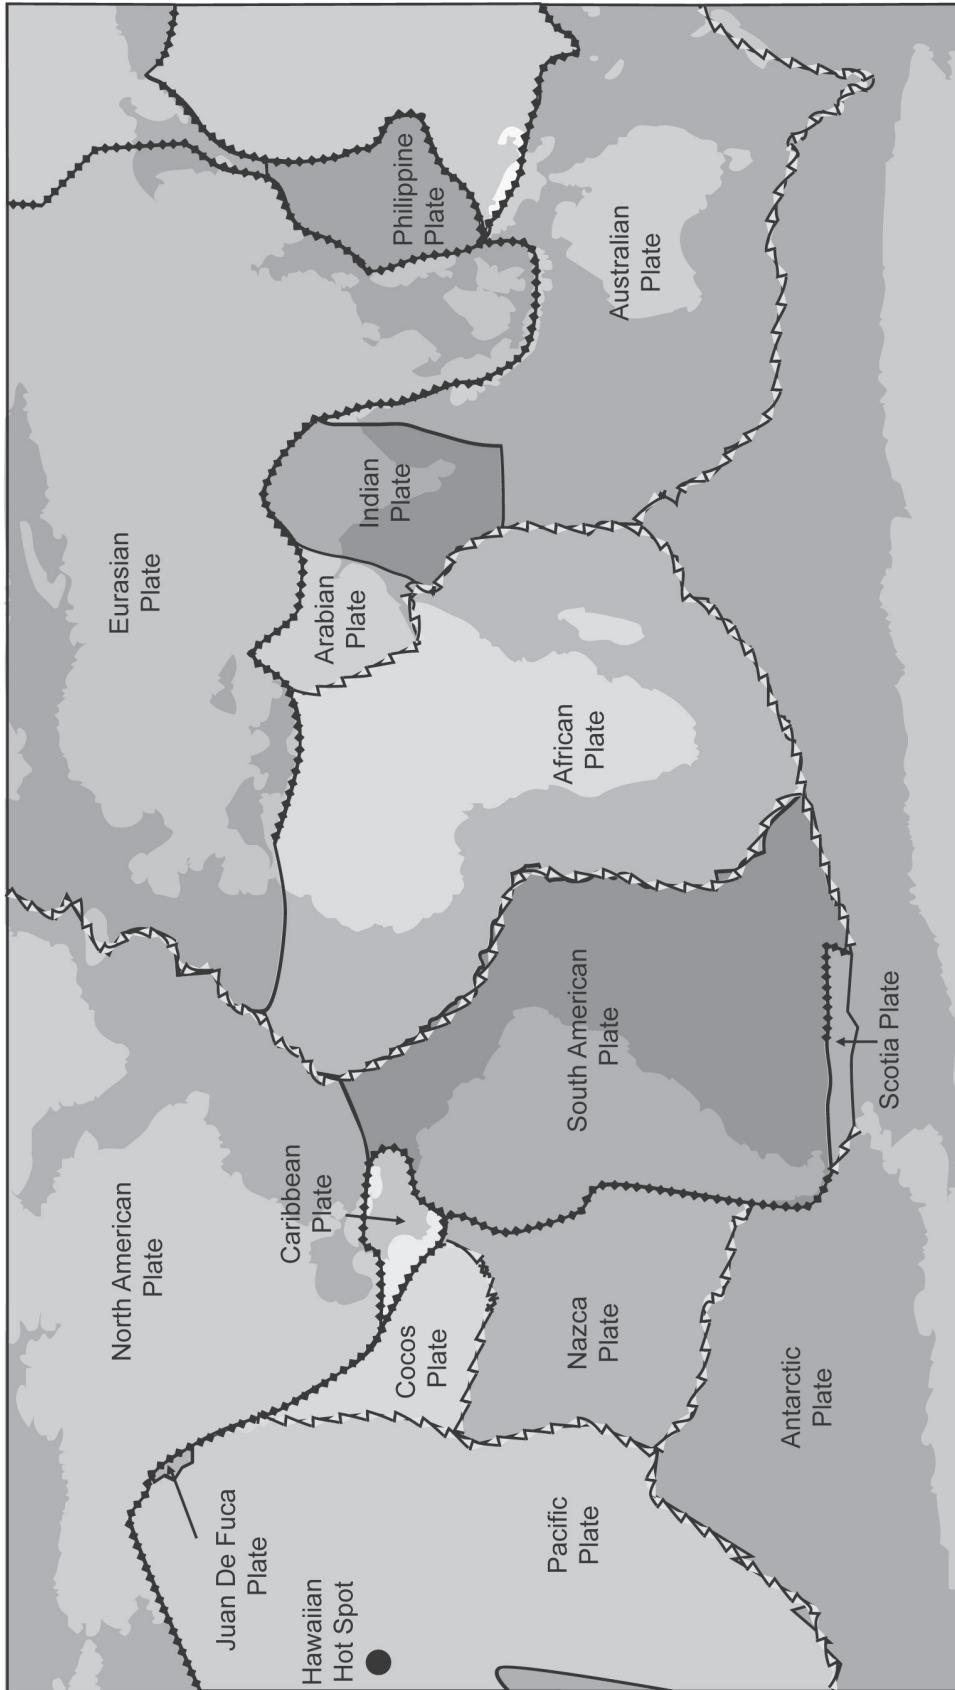 North American
Plate
Eurasian
Plate
Juan De Fuca
Plate
Hawaiian
Hot Spot
Caribbean
Plate
Cocos
Plate
Arabian
Plate
Indian
Plate
Philippine
Plate
Pacific
Plate
Nazca
Plate
South American
Plate
African
Plate
Australian
Plate
Antarctic
Plate
Scotia Plate